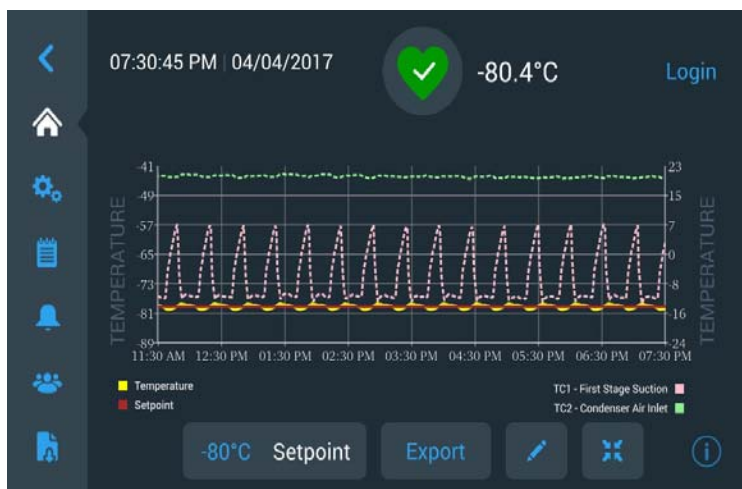 07:30:45 PM | 04/04/2017
-80.4°C
Login
TEMPERATURE
-41
-49
-57
-65
-73
-81
-89
23
15
7
0
-8
-16
-24
TEMPERATURE
11:30 AM 12:30 PM 01:30 PM 02:30 PM 03:30 PM 04:30 PM 05:30 PM 06:30 PM 07:30 PM
Temperature
Setpoint
TC1 - First Stage Suction
TC2 - Condenser Air Inlet
-80°C Setpoint
Export